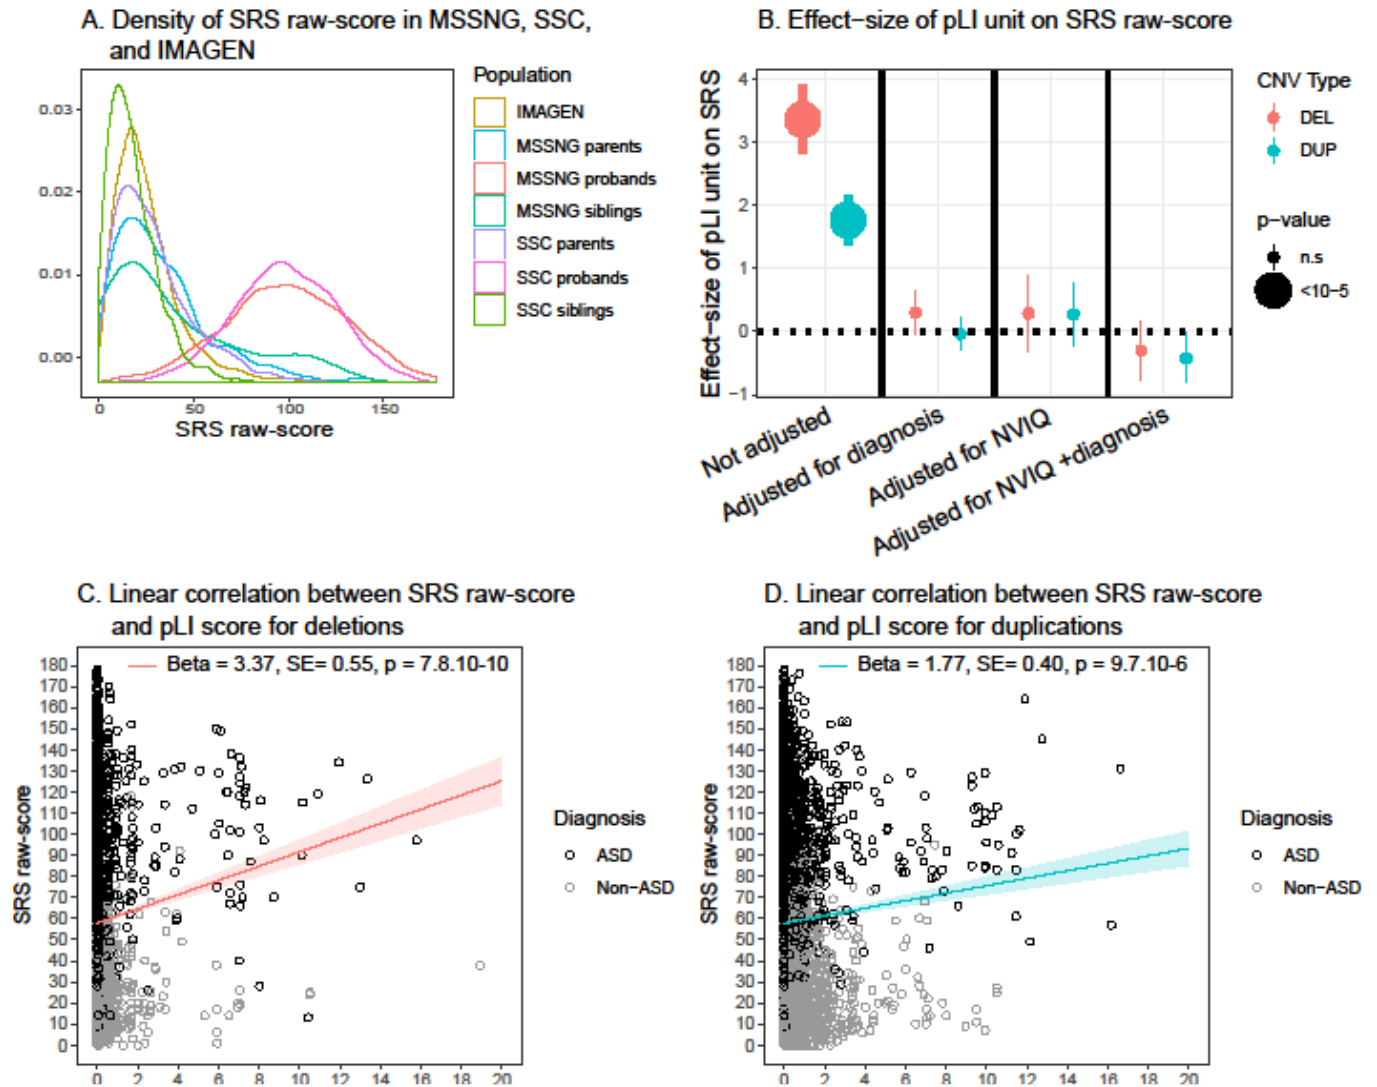 A. Density of SRS raw-score in MSSNG, SSC,
and IMAGEN
Population
IMAGEN
MSSNG parents
MSSNG probands
MSSNG siblings
SSC parents
SSC probands
SSC siblings
0.03
0.02
0.01
0.00
0 50 100 150
SRS raw-score
B. Effect−size of pLI unit on SRS raw-score
Effect−size of pLI unit on SRS
4
3
2
1
0
−1
Not adjusted
Adjusted for diagnosis
Adjusted for NVIQ
Adjusted for NVIQ +diagnosis
CNV Type
DEL
DUP
p−value
n.s
<10−5
C. Linear correlation between SRS raw-score
and pLI score for deletions
Beta = 3.37, SE= 0.55, p = 7.8.10-10
SRS raw−score
180
170
160
150
140
130
120
110
100
90
80
70
60
50
40
30
20
10
0
0 2 4 6 8 10 12 14 16 18 20
Diagnosis
ASD
Non−ASD
D. Linear correlation between SRS raw-score
and pLI score for duplications
Beta = 1.77, SE= 0.40, p = 9.7.10-6
SRS raw−score
180
170
160
150
140
130
120
110
100
90
80
70
60
50
40
30
20
10
0
0 2 4 6 8 10 12 14 16 18 20
Diagnosis
ASD
Non−ASD